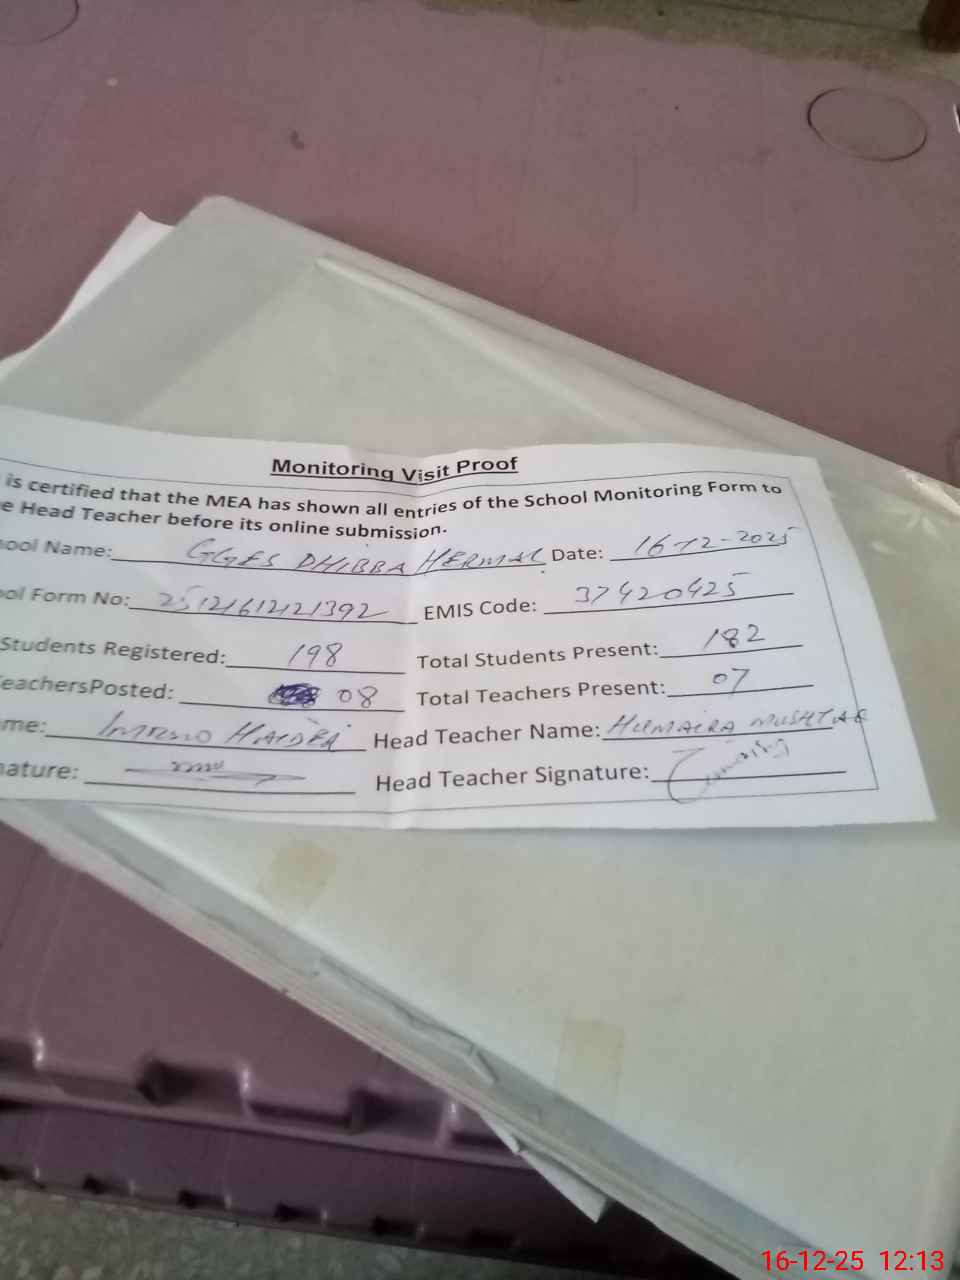 Monitoring Visit Proof
is certified that the MEA has shown all entries of the School Monitoring Form to
e Head Teacher before its online submission.
ool Name: GGES DHIBBA HERMAL Date: 16-12-2025
ool Form No: 2512161221392 EMIS Code: 37420425
Students Registered: 198 Total Students Present: 182
eachersPosted: 08 Total Teachers Present: 07
me: HAIDER Head Teacher Name: HUMAIRA MUSHTAQ
nature: Head Teacher Signature:
16-12-25 12:13